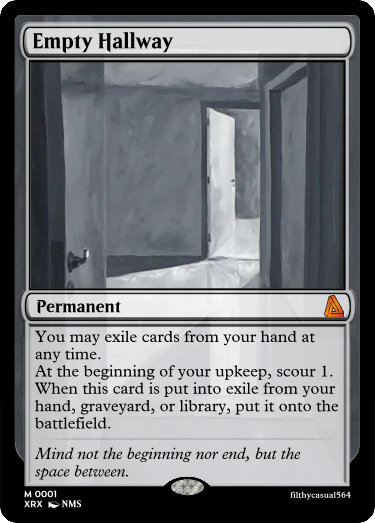 Empty Hallway
Permanent
You may exile cards from your hand at
any time.
At the beginning of your upkeep, scour 1.
When this card is put into exile from your
hand, graveyard, or library, put it onto the
battlefield.
Mind not the beginning nor end, but the
space between.
M 0001
XRX NMS
filthycasual564